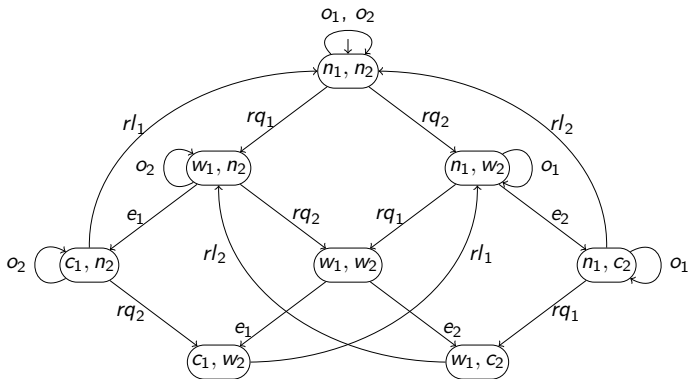 o₁, o₂
n₁, n₂
rq₁
rq₂
rl₁
rl₂
o₂
w₁, n₂
n₁, w₂
o₁
e₁
rq₂
rq₁
e₂
o₂
c₁, n₂
rl₂
w₁, w₂
rl₁
n₁, c₂
o₁
rq₂
e₁
e₂
rq₁
c₁, w₂
w₁, c₂